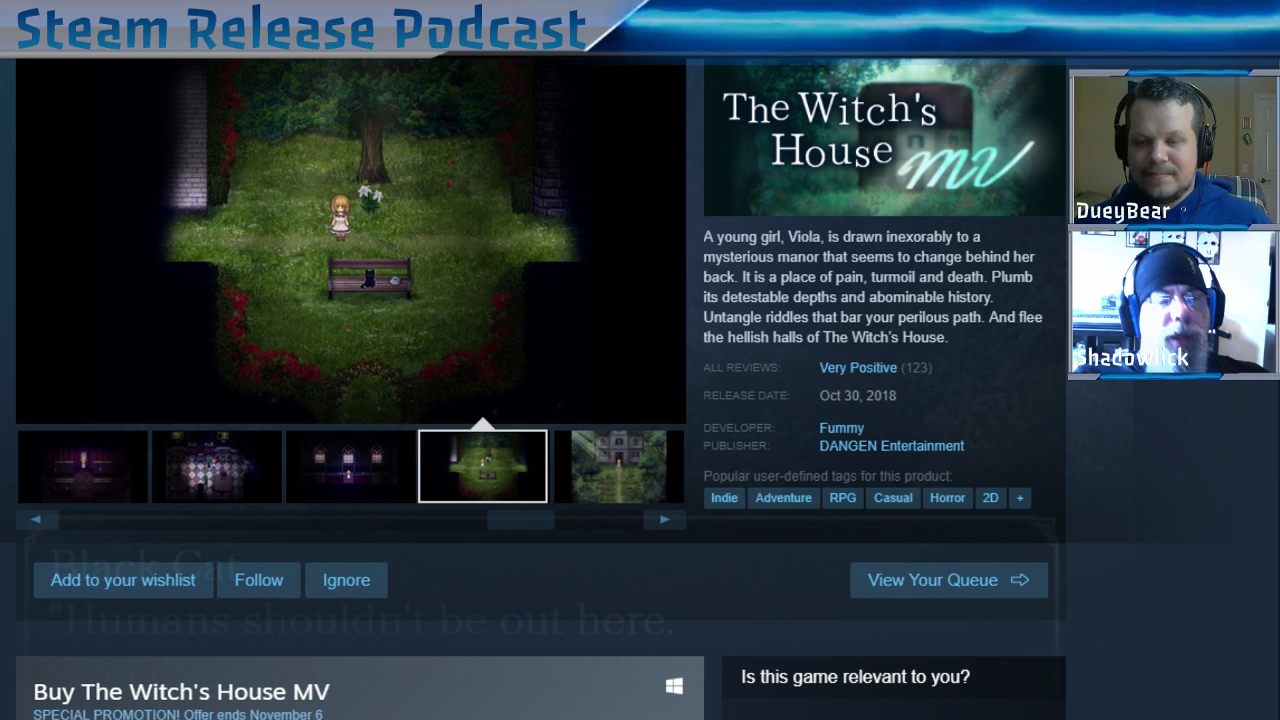 Steam Release Podcast
The Witch's
House MV
DueyBear
A young girl, Viola, is drawn inexorably to a
mysterious manor that seems to change behind her
back. It is a place of pain, turmoil and death. Plumb
its detestable depths and abominable history.
Untangle riddles that bar your perilous path. And flee
the hellish halls of The Witch's House.
Shadowlick
ALL REVIEWS: Very Positive (123)
RELEASE DATE: Oct 30, 2018
DEVELOPER: Fummy
PUBLISHER: DANGEN Entertainment
Popular user-defined tags for this product:
Indie Adventure RPG Casual Horror 2D +
Black Cat
Add to your wishlist Follow Ignore View Your Queue
"Humans shouldn't be out here.
Is this game relevant to you?
Buy The Witch's House MV
SPECIAL PROMOTION! Offer ends November 6